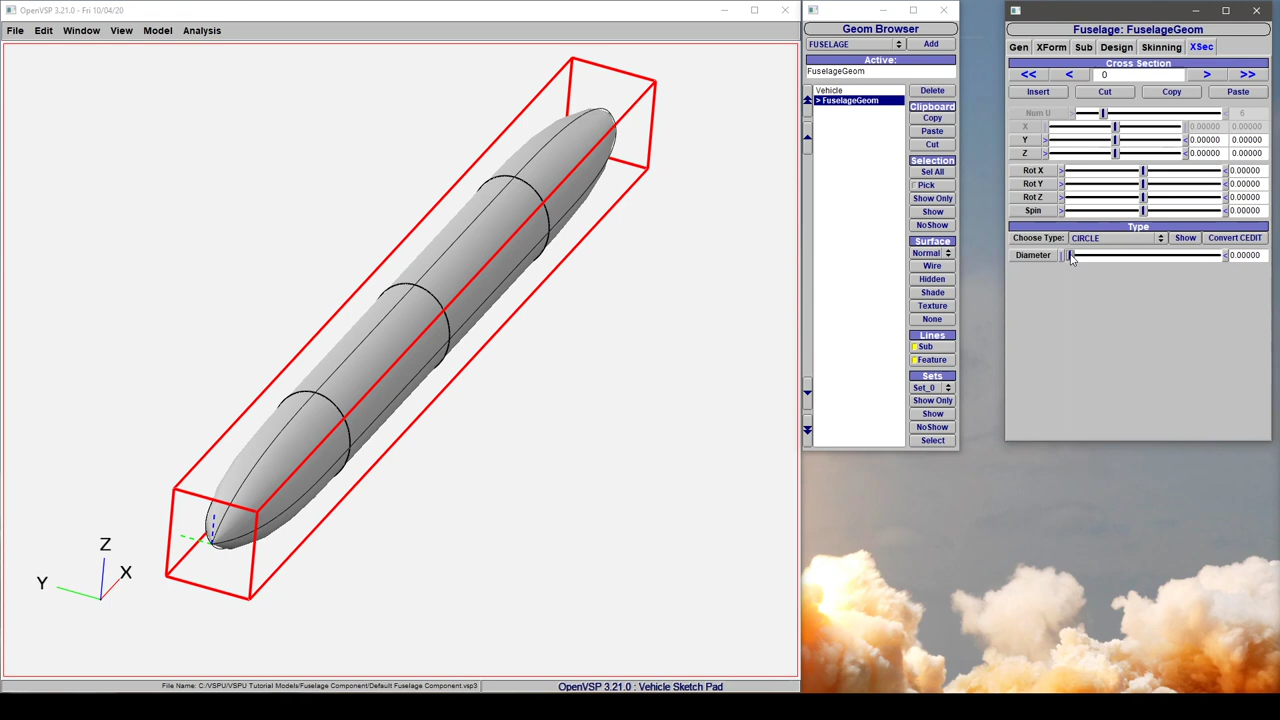 OpenVSP 3.21.0 - Fri 10/04/20
File Edit Window View Model Analysis
Z
Y X
File Name: C:/VSPU/VSPU Tutorial Models/Fuselage Component/Default Fuselage Component.vsp3
OpenVSP 3.21.0 : Vehicle Sketch Pad
Geom Browser
FUSELAGE Add
Active:
FuselageGeom
Vehicle
> FuselageGeom
Delete
Clipboard
Copy
Paste
Cut
Selection
Sel All
Pick
Show Only
Show
NoShow
Surface
Normal
Wire
Hidden
Shade
Texture
None
Lines
Sub
Feature
Sets
Set_0
Show Only
Show
NoShow
Select
Fuselage: FuselageGeom
Gen XForm Sub Design Skinning XSec
Cross Section
<< < 0 > >>
Insert Cut Copy Paste
Num U > < 6
X 0.00000 0.00000
Y > < 0.00000 0.00000
Z > < 0.00000 0.00000
Rot X > < 0.00000
Rot Y > < 0.00000
Rot Z > < 0.00000
Spin > < 0.00000
Type
Choose Type: CIRCLE Show Convert CEDIT
Diameter | < 0.00000